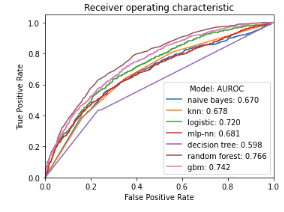 Receiver operating characteristic
1.0
0.8
0.6
0.4
0.2
0.0
True Positive Rate
Model: AUROC
naive bayes: 0.670
knn: 0.678
logistic: 0.720
mlp-nn: 0.681
decision tree: 0.598
random forest: 0.766
gbm: 0.742
0.0 0.2 0.4 0.6 0.8 1.0
False Positive Rate